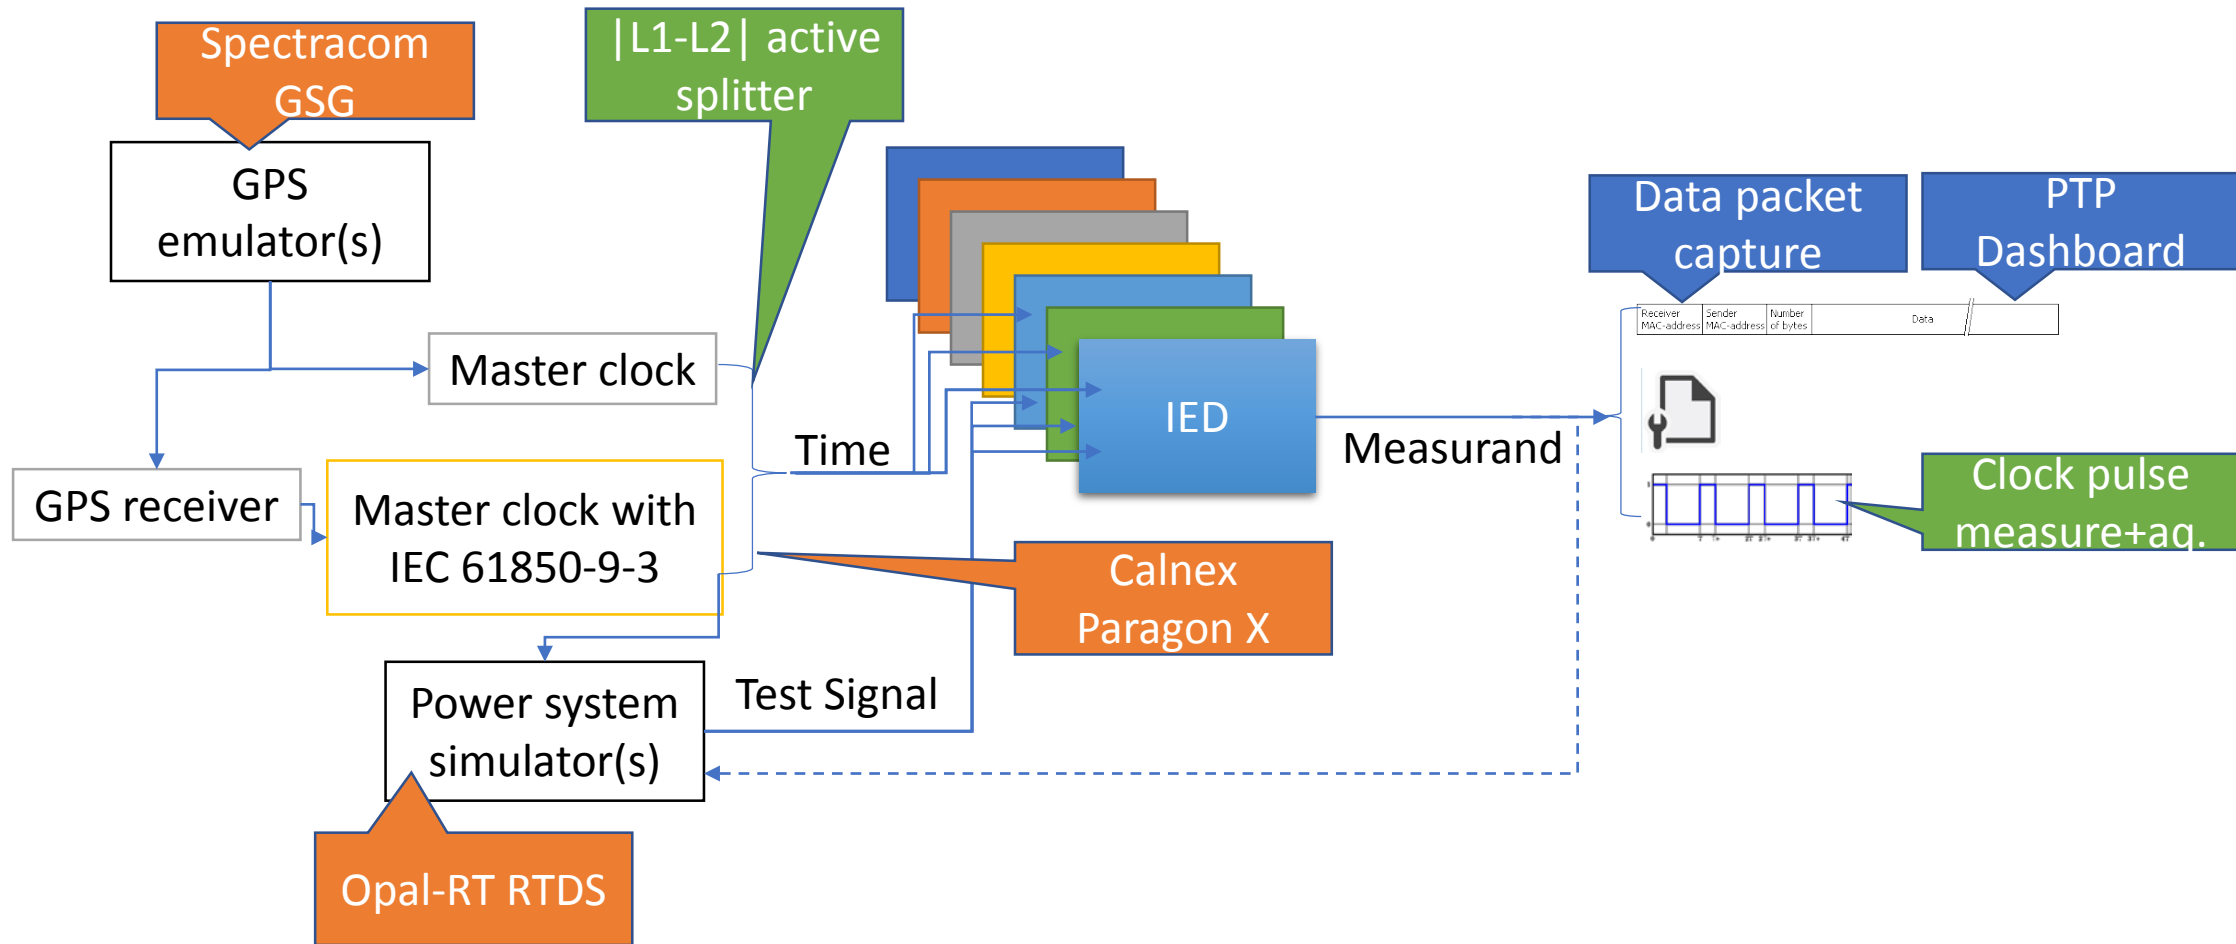 Spectracom
GSG
|L1-L2| active
splitter
GPS
emulator(s)
Data packet
capture
PTP
Dashboard
Receiver
MAC-address
Sender
MAC-address
Number
of bytes
Data
Master clock
IED
Time
Measurand
GPS receiver
Master clock with
IEC 61850-9-3
Clock pulse
measure+aq.
Calnex
Paragon X
Power system
simulator(s)
Test Signal
Opal-RT RTDS